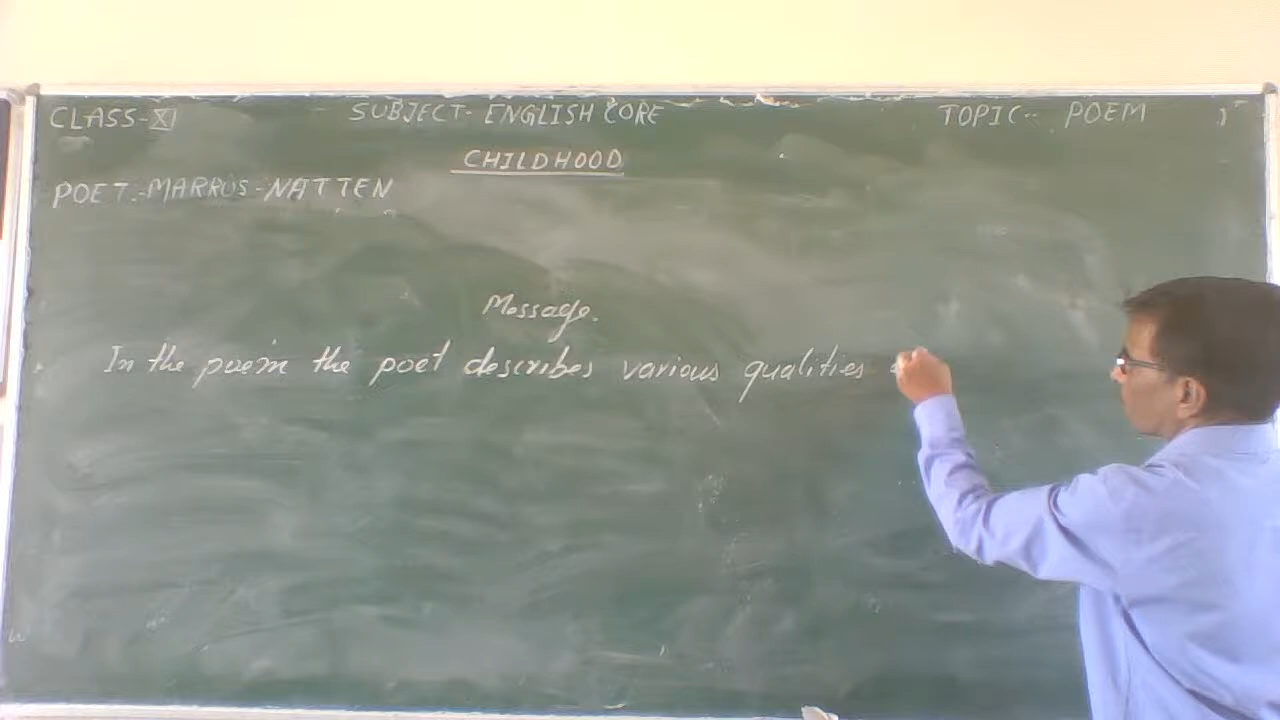 CLASS-XI SUBJECT- ENGLISH CORE TOPIC- POEM
CHILDHOOD
POET.-MARRUS-NATTEN
Message.
In the poem the poet describes various qualities